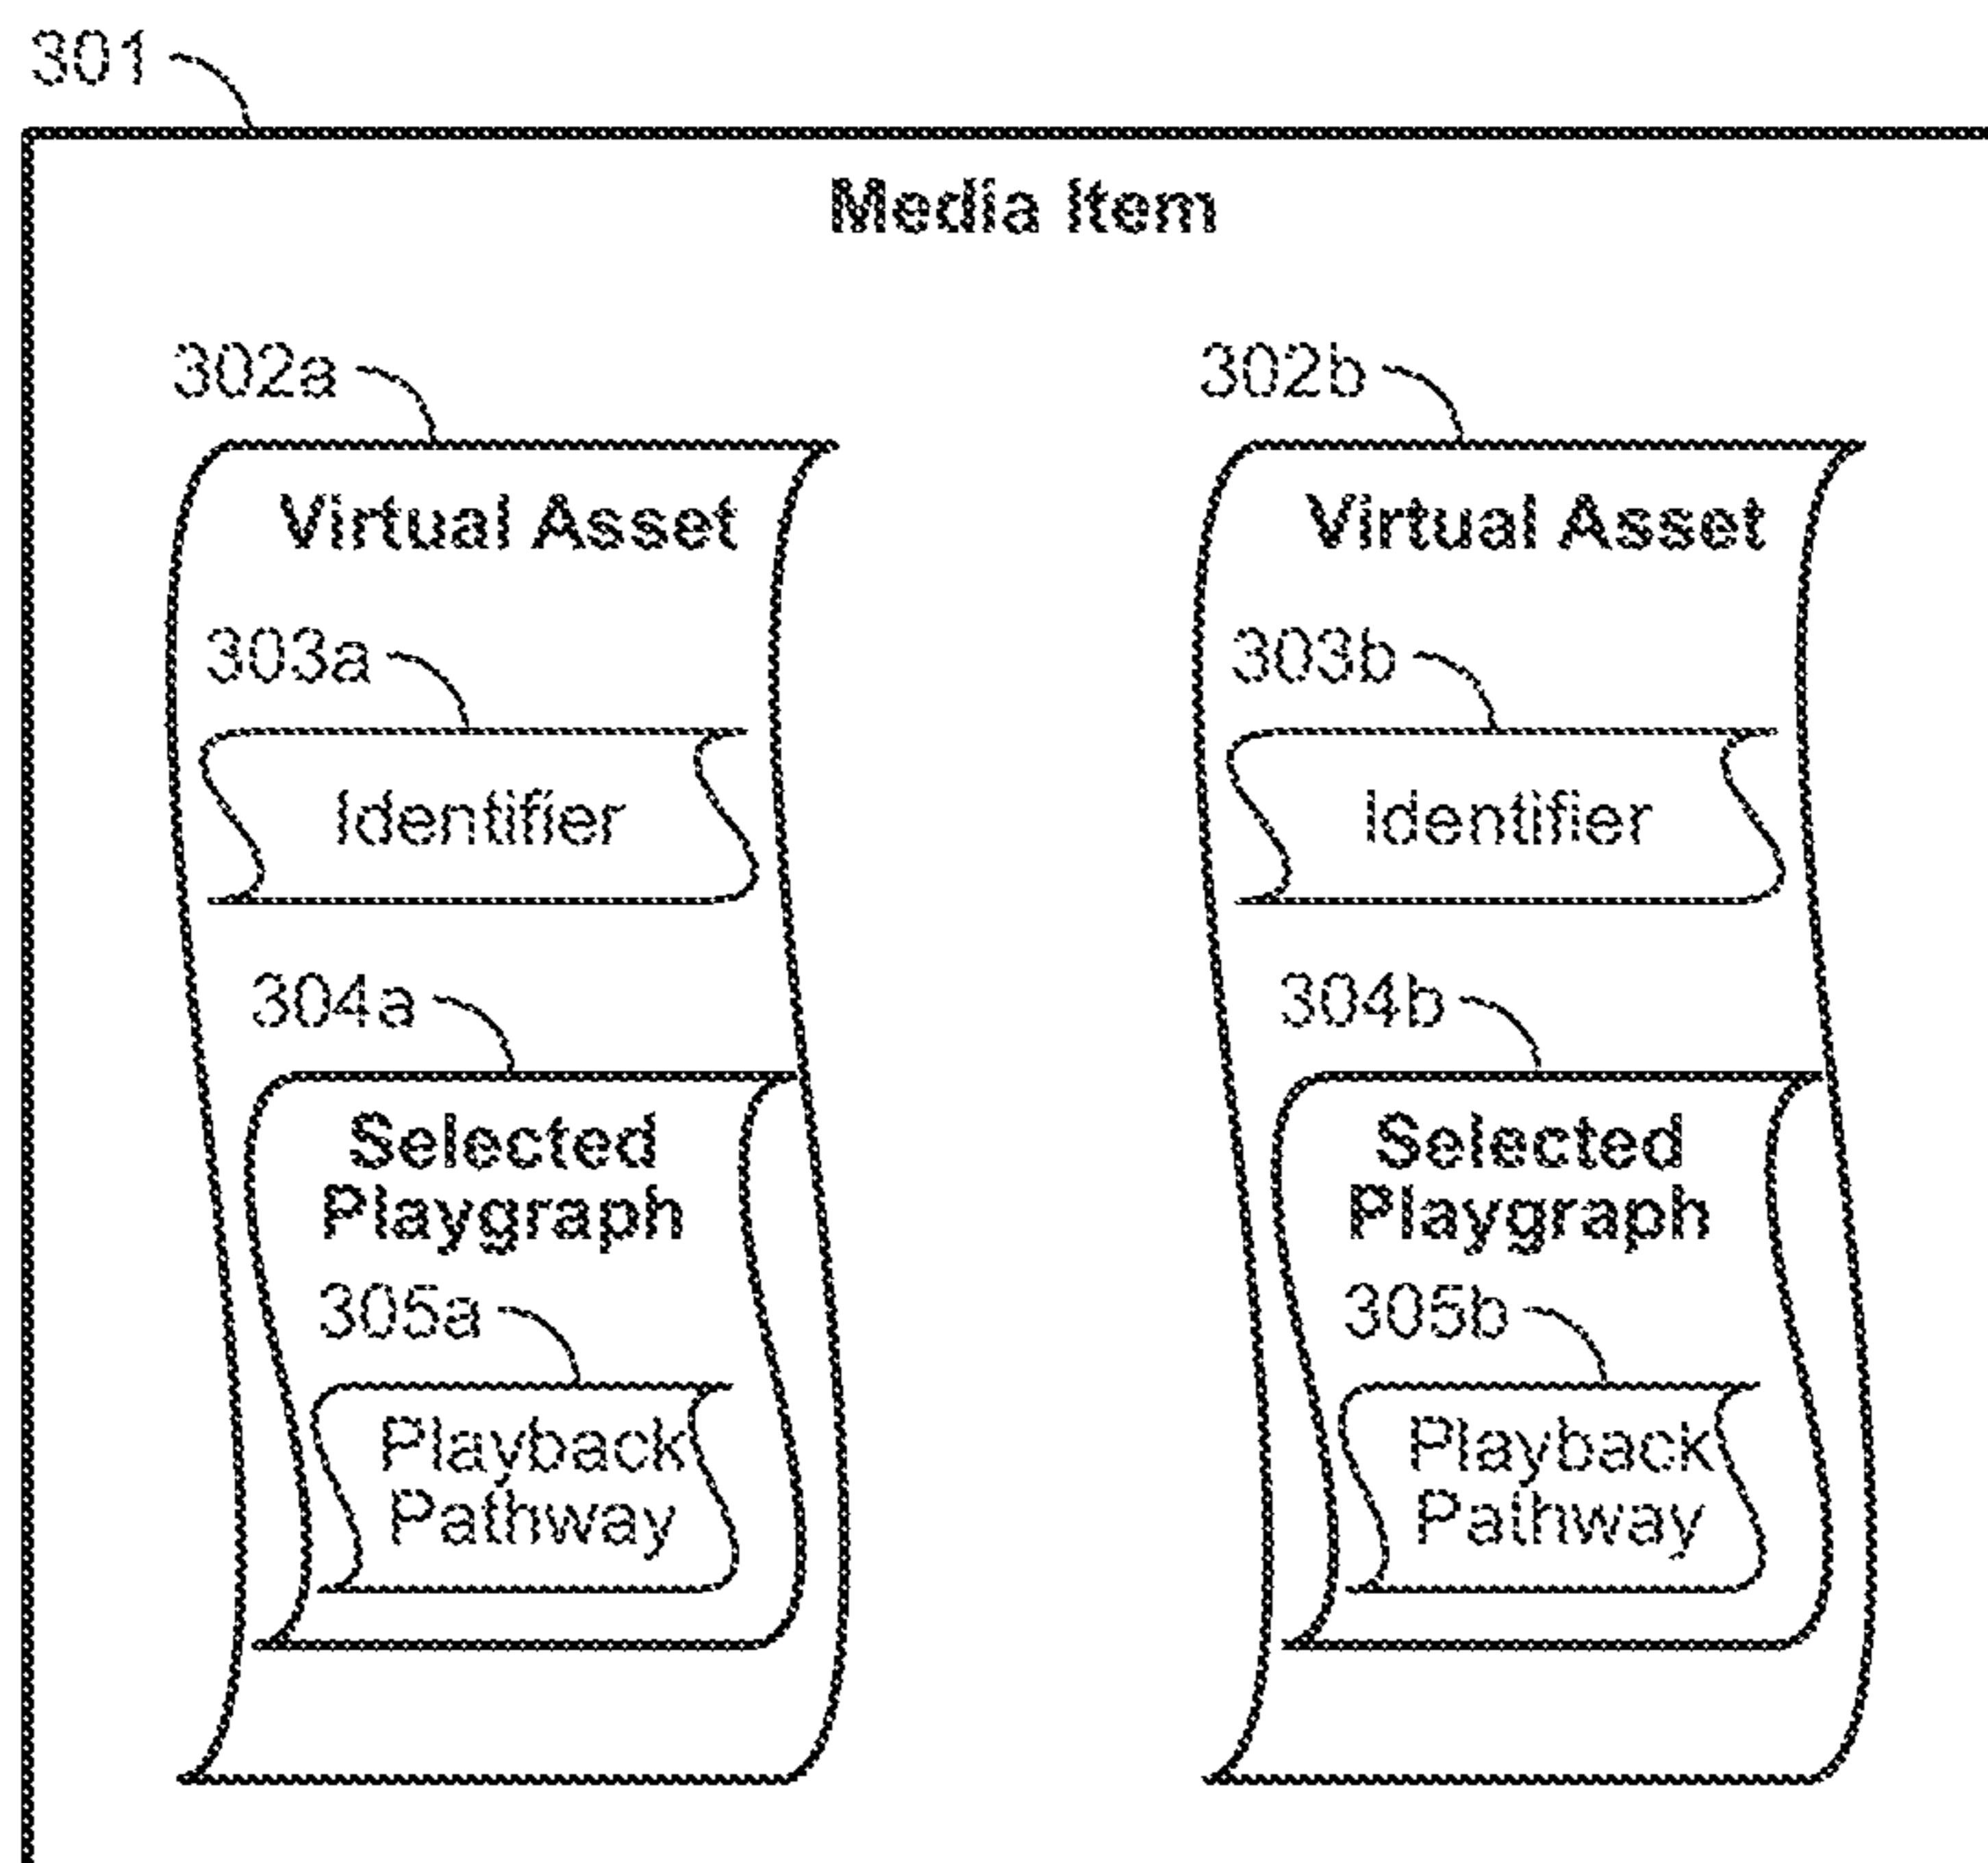 301
Media Item
302a
Virtual Asset
303a
Identifier
304a
Selected
Playgraph
305a
Playback
Pathway
302b
Virtual Asset
303b
Identifier
304b
Selected
Playgraph
305b
Playback
Pathway